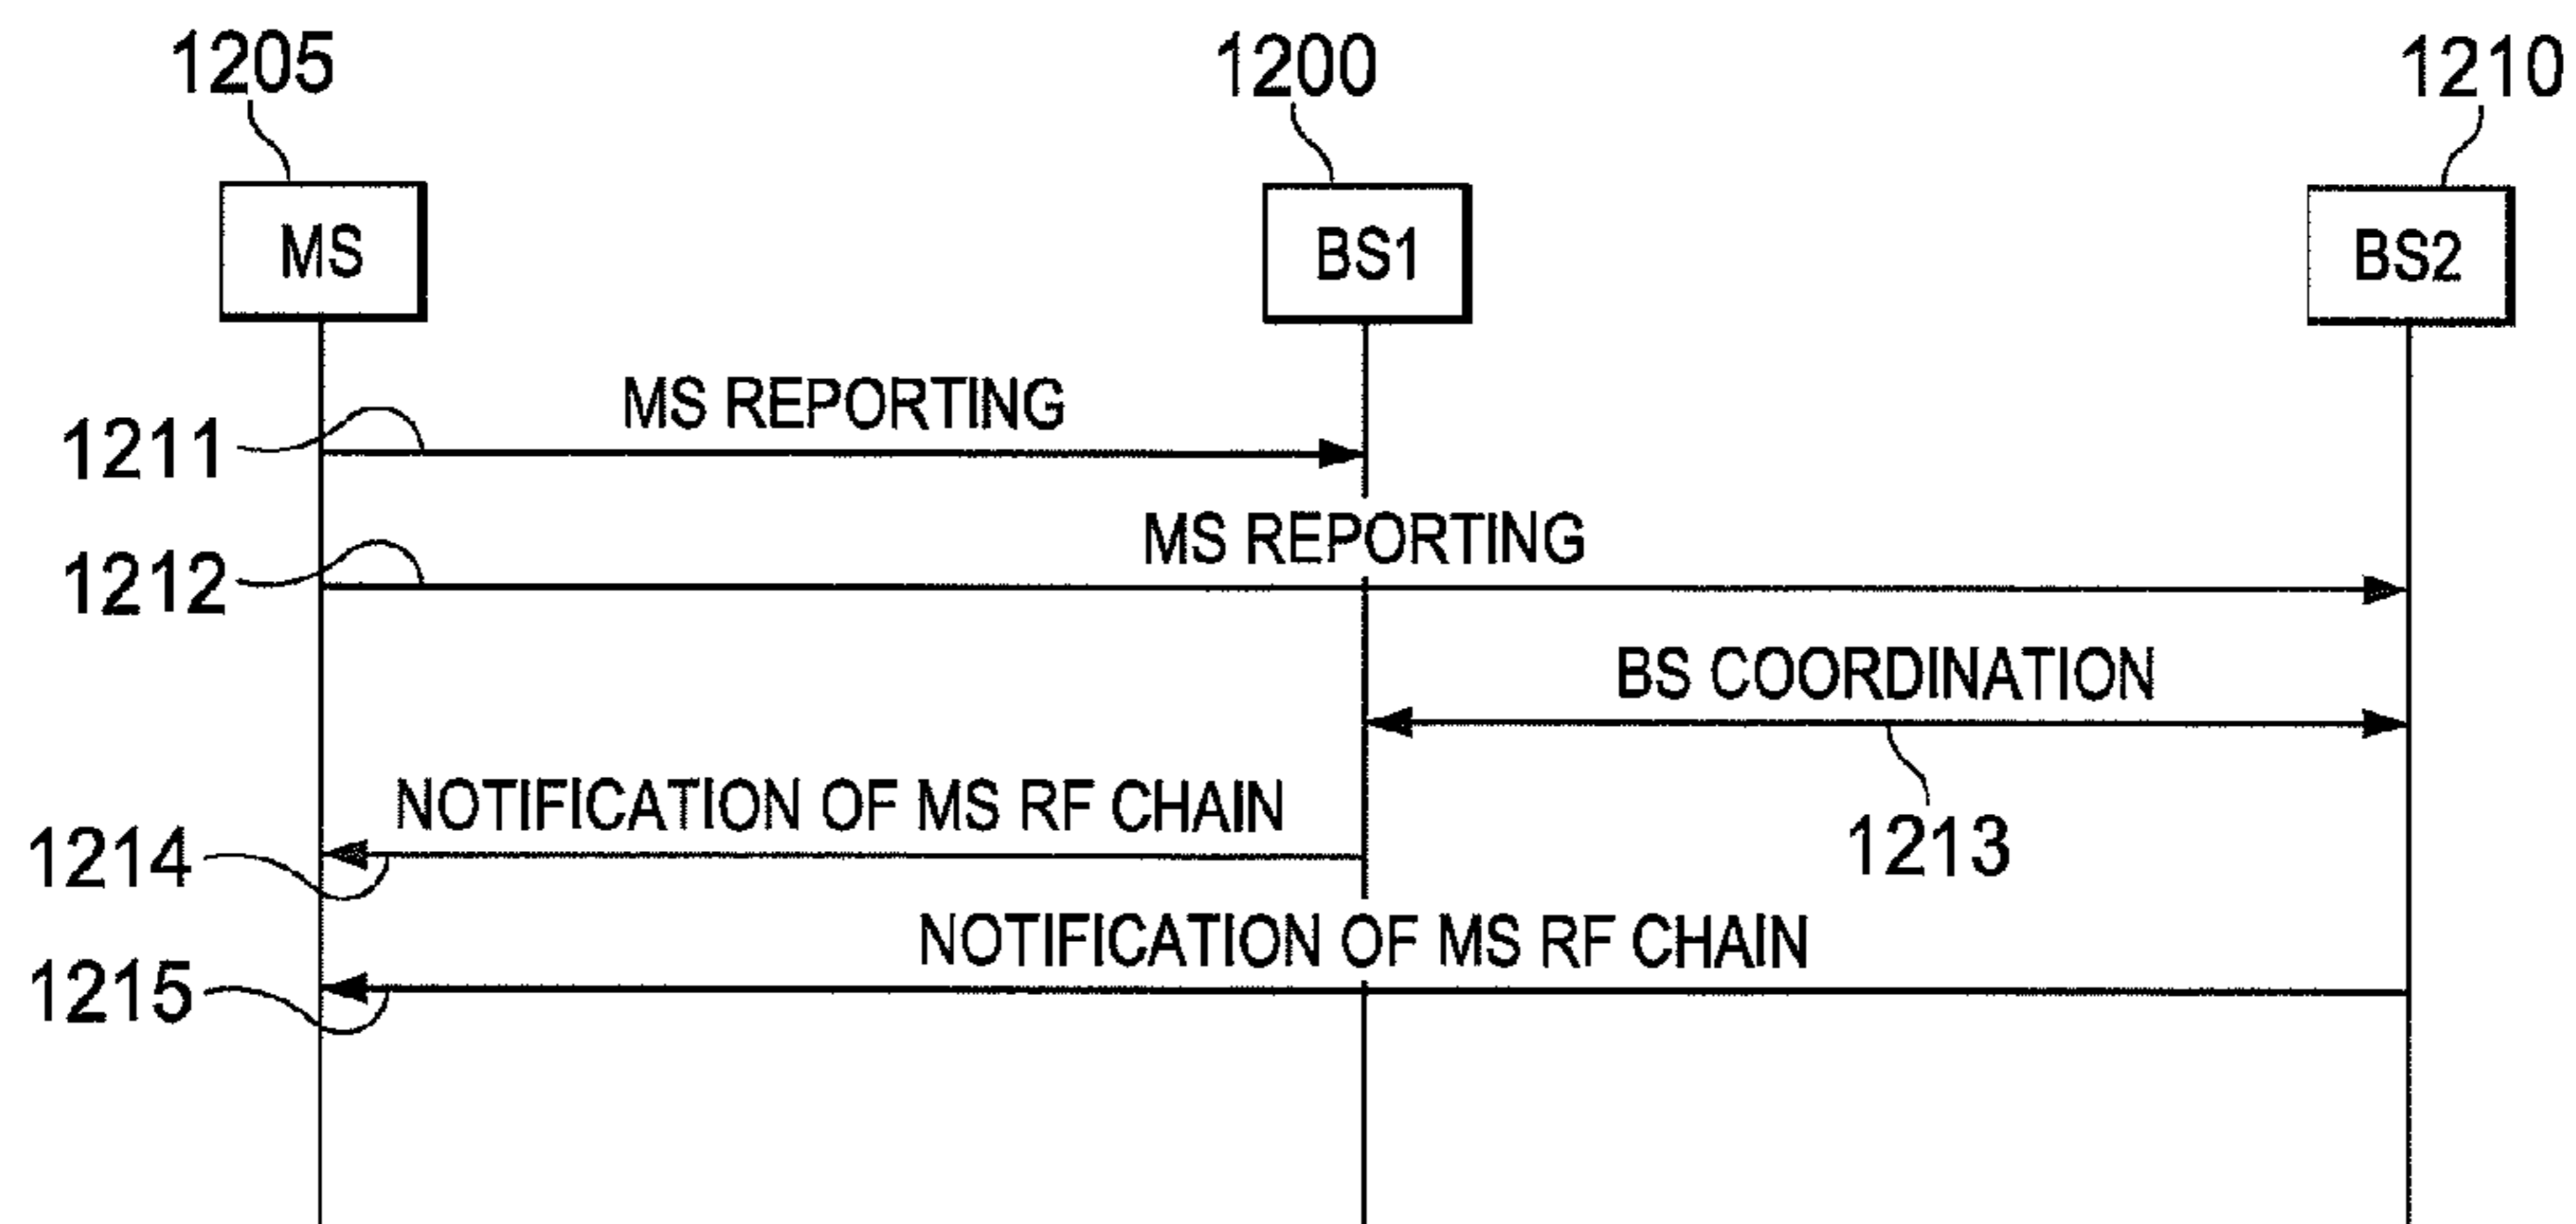 1205
1200
1210
MS
BS1
BS2
MS REPORTING
1211
MS REPORTING
1212
BS COORDINATION
1213
NOTIFICATION OF MS RF CHAIN
1214
NOTIFICATION OF MS RF CHAIN
1215